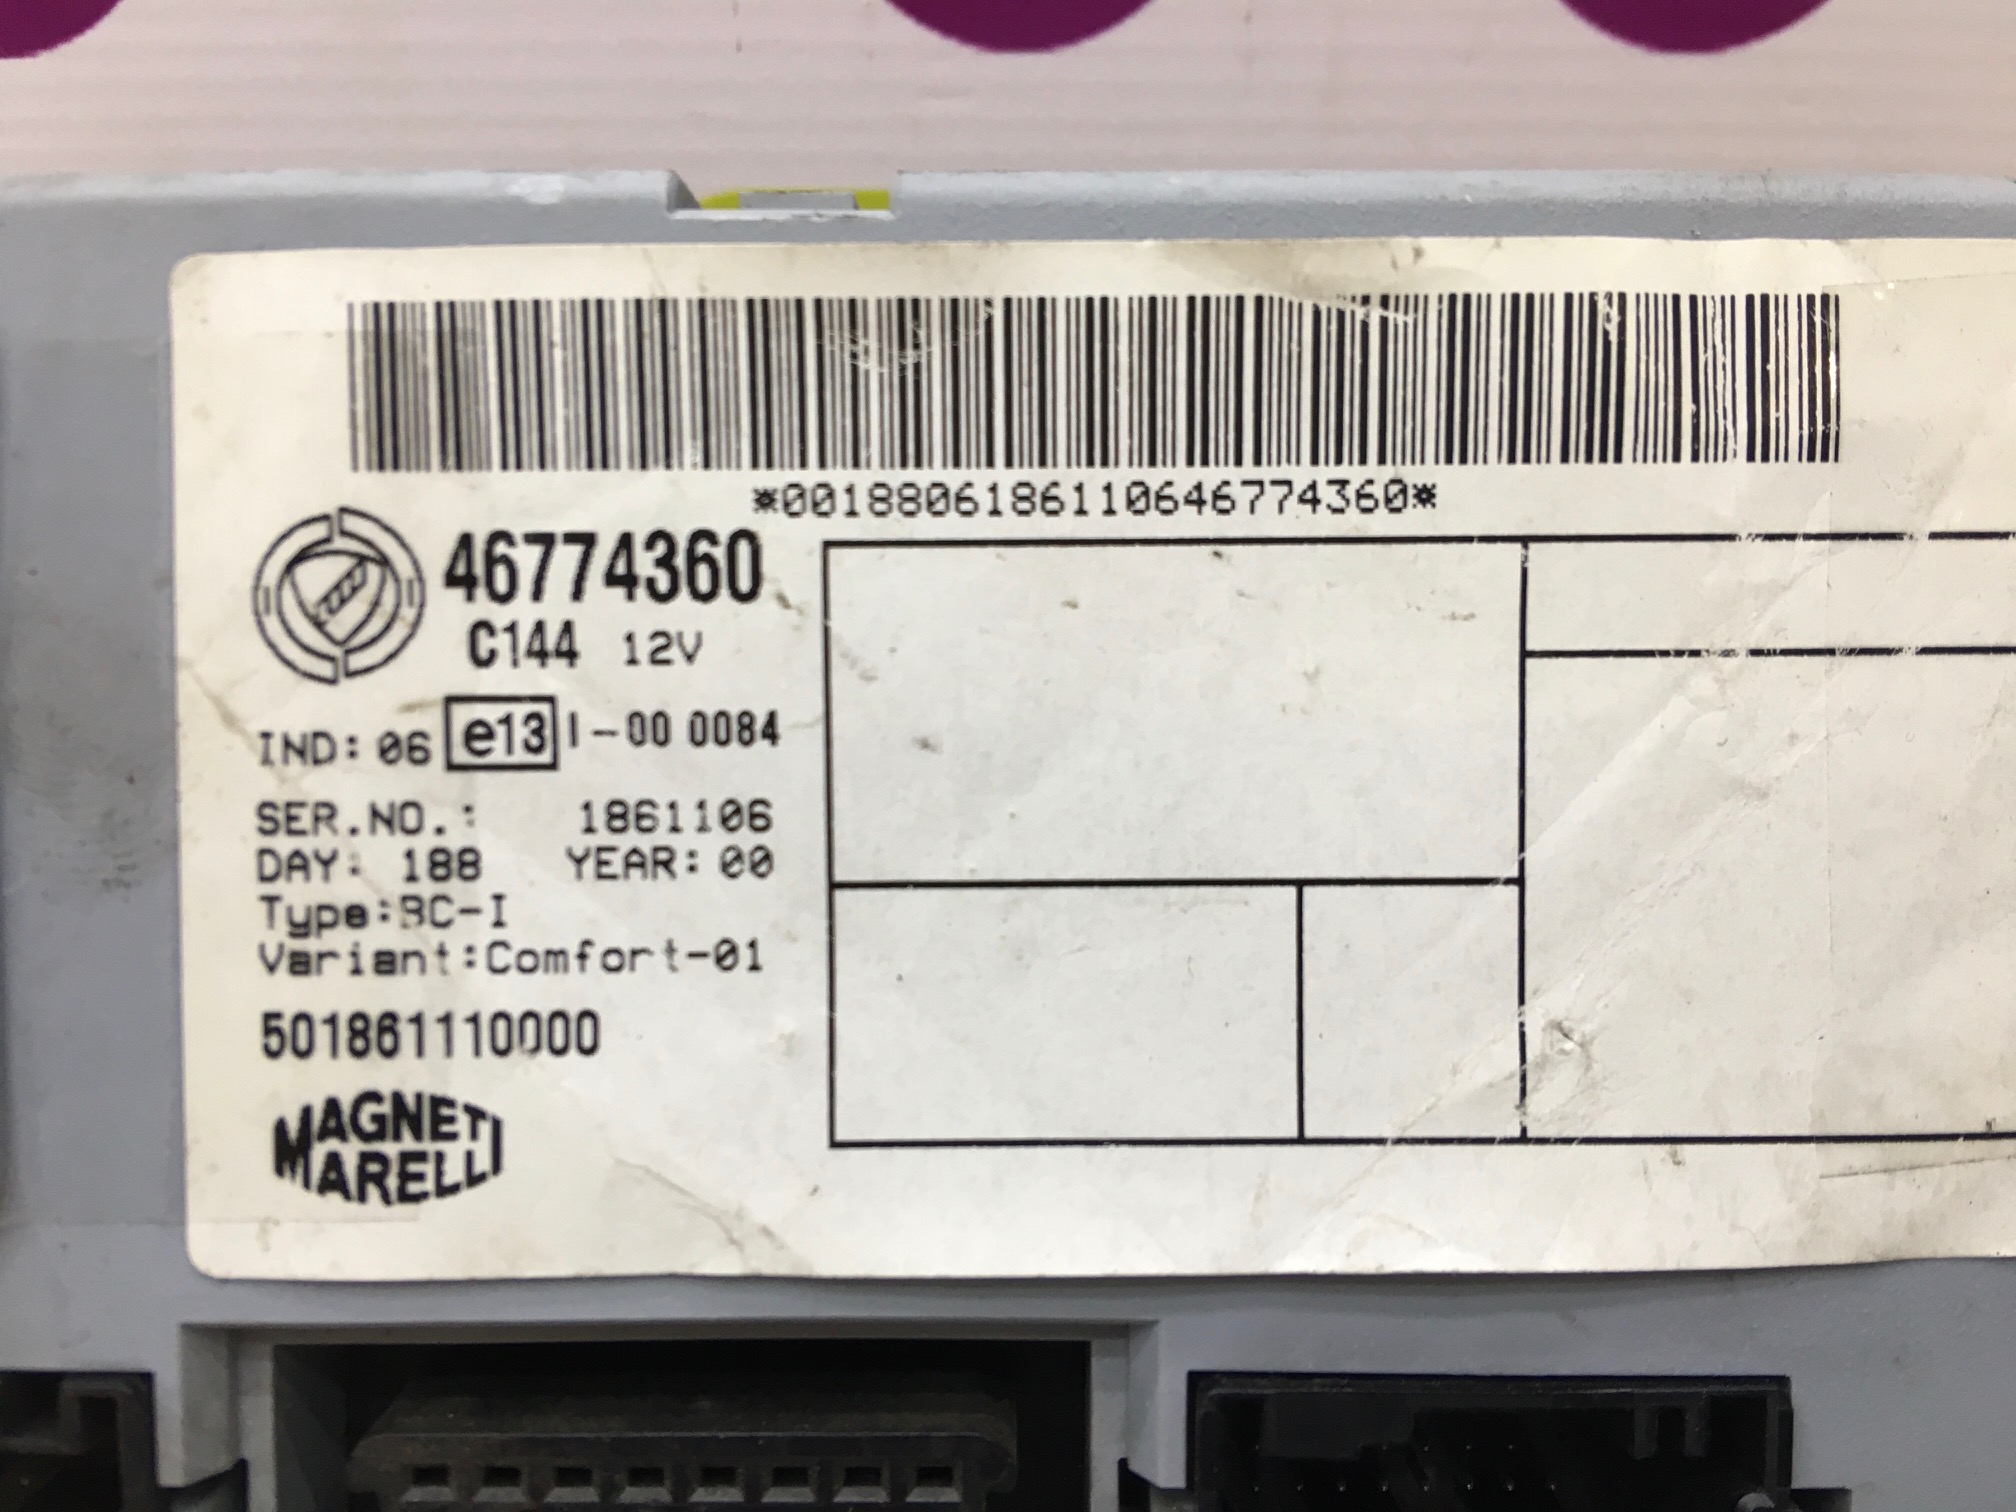 *0018806186110646774360*
46774360
C144 12V
IND: 06 e13 I-00 0084
SER.NO.: 1861106
DAY: 188 YEAR: 00
Type:BC-I
Variant:Comfort-01
501861110000
MAGNETI
MARELLI